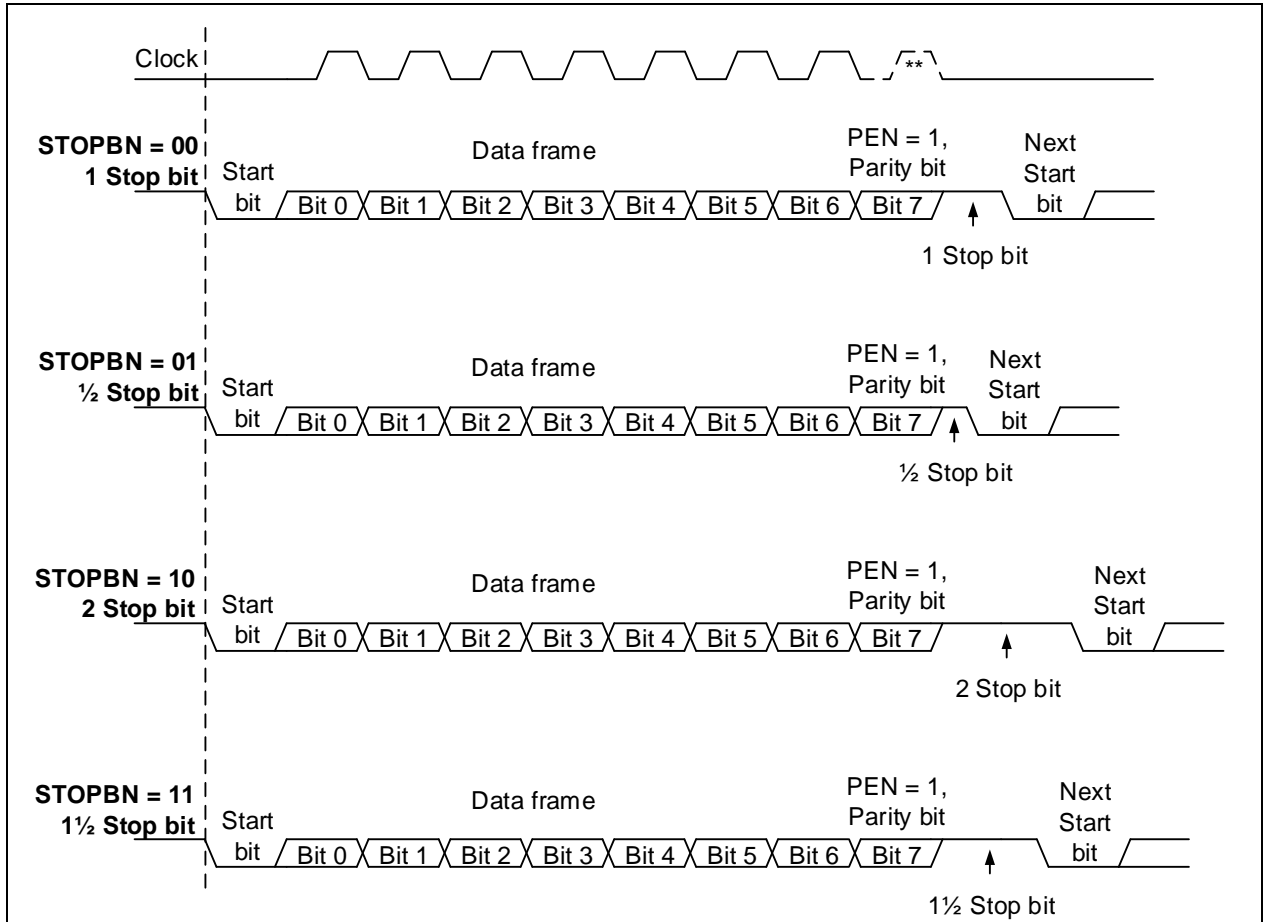 Clock
**
STOPBN = 00
1 Stop bit
Start
bit
Data frame
PEN = 1,
Parity bit
Next
Start
bit
Bit 0 Bit 1 Bit 2 Bit 3 Bit 4 Bit 5 Bit 6 Bit 7
1 Stop bit
STOPBN = 01
½ Stop bit
Start
bit
Data frame
PEN = 1,
Parity bit
Next
Start
bit
Bit 0 Bit 1 Bit 2 Bit 3 Bit 4 Bit 5 Bit 6 Bit 7
½ Stop bit
STOPBN = 10
2 Stop bit
Start
bit
Data frame
PEN = 1,
Parity bit
Next
Start
bit
Bit 0 Bit 1 Bit 2 Bit 3 Bit 4 Bit 5 Bit 6 Bit 7
2 Stop bit
STOPBN = 11
1½ Stop bit
Start
bit
Data frame
PEN = 1,
Parity bit
Next
Start
bit
Bit 0 Bit 1 Bit 2 Bit 3 Bit 4 Bit 5 Bit 6 Bit 7
1½ Stop bit